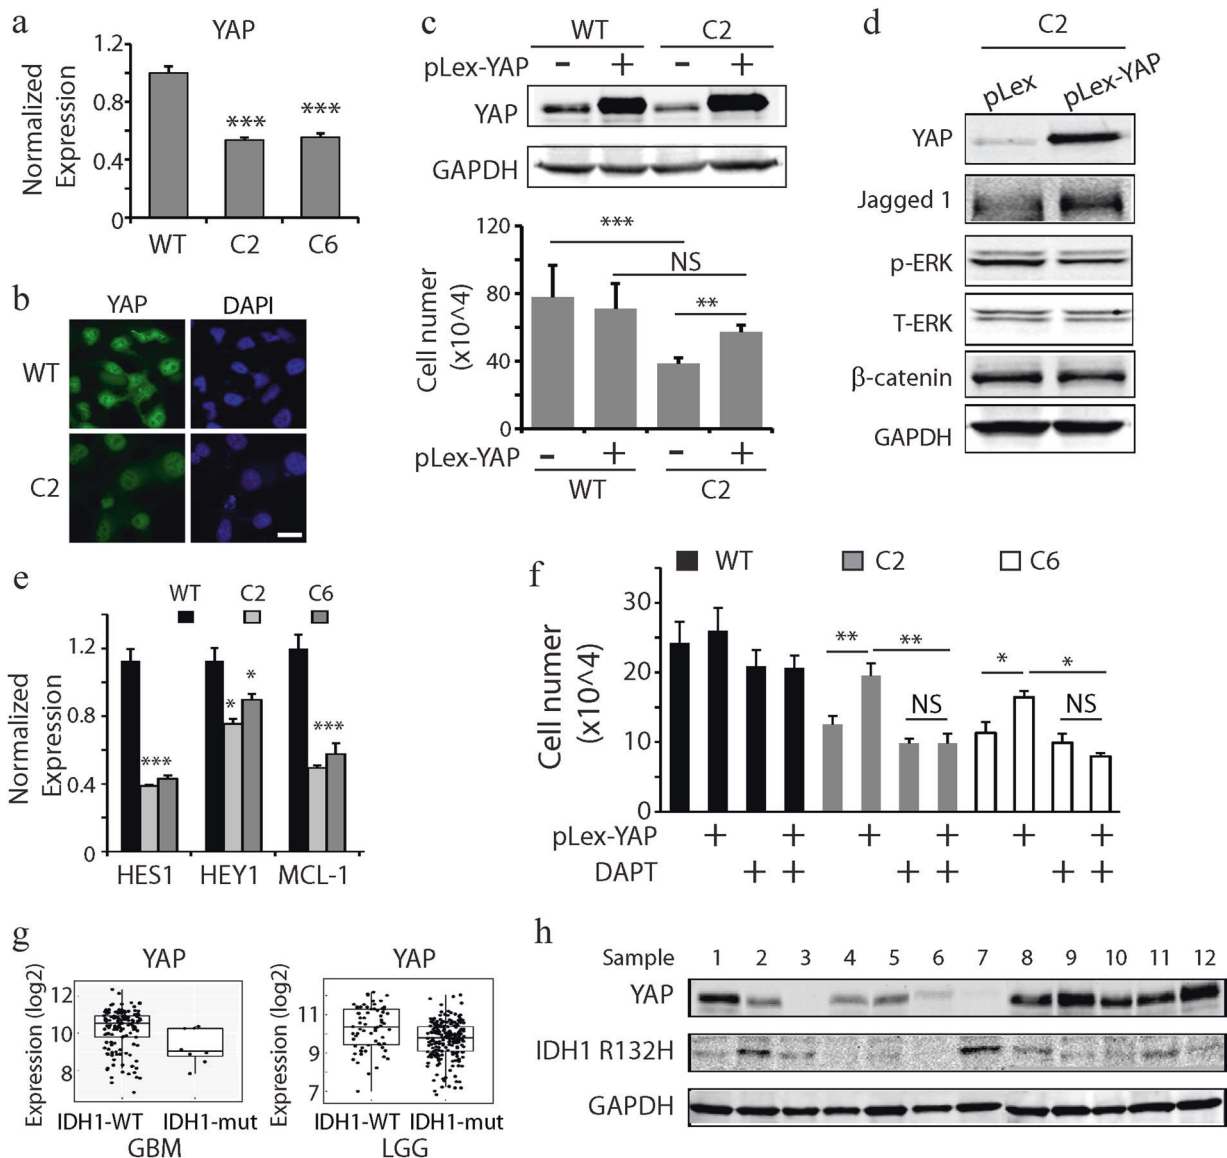 a
YAP
Normalized
Expression
1.2
0.8
0.4
0
***
***
WT C2 C6
b
YAP DAPI
WT
C2
c
WT C2
pLex-YAP − + − +
YAP
GAPDH
Cell numer
(x10^4)
120
80
40
0
***
NS
**
pLex-YAP − + − +
WT C2
d
C2
pLex pLex-YAP
YAP
Jagged 1
p-ERK
T-ERK
β-catenin
GAPDH
e
WT C2 C6
Normalized
Expression
1.2
0.8
0.4
0
***
* *
***
HES1 HEY1 MCL-1
f
WT C2 C6
Cell numer
(x10^4)
30
20
10
0
** **
NS
* *
NS
pLex-YAP + + + + + +
DAPT + + + + + +
g
YAP
Expression (log2)
12
10
8
IDH1-WT IDH1-mut
GBM
YAP
Expression (log2)
12
11
10
9
8
7
IDH1-WT IDH1-mut
LGG
h
Sample 1 2 3 4 5 6 7 8 9 10 11 12
YAP
IDH1 R132H
GAPDH